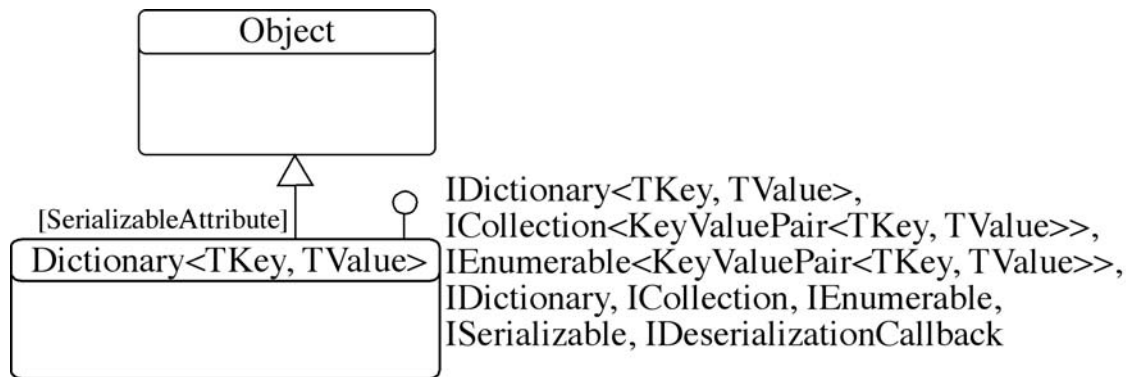 Object
IDictionary<TKey, TValue>,
[SerializableAttribute]
ICollection<KeyValuePair<TKey, TValue>>,
Dictionary<TKey, TValue>
IEnumerable<KeyValuePair<TKey, TValue>>,
IDictionary, ICollection, IEnumerable,
ISerializable, IDeserializationCallback